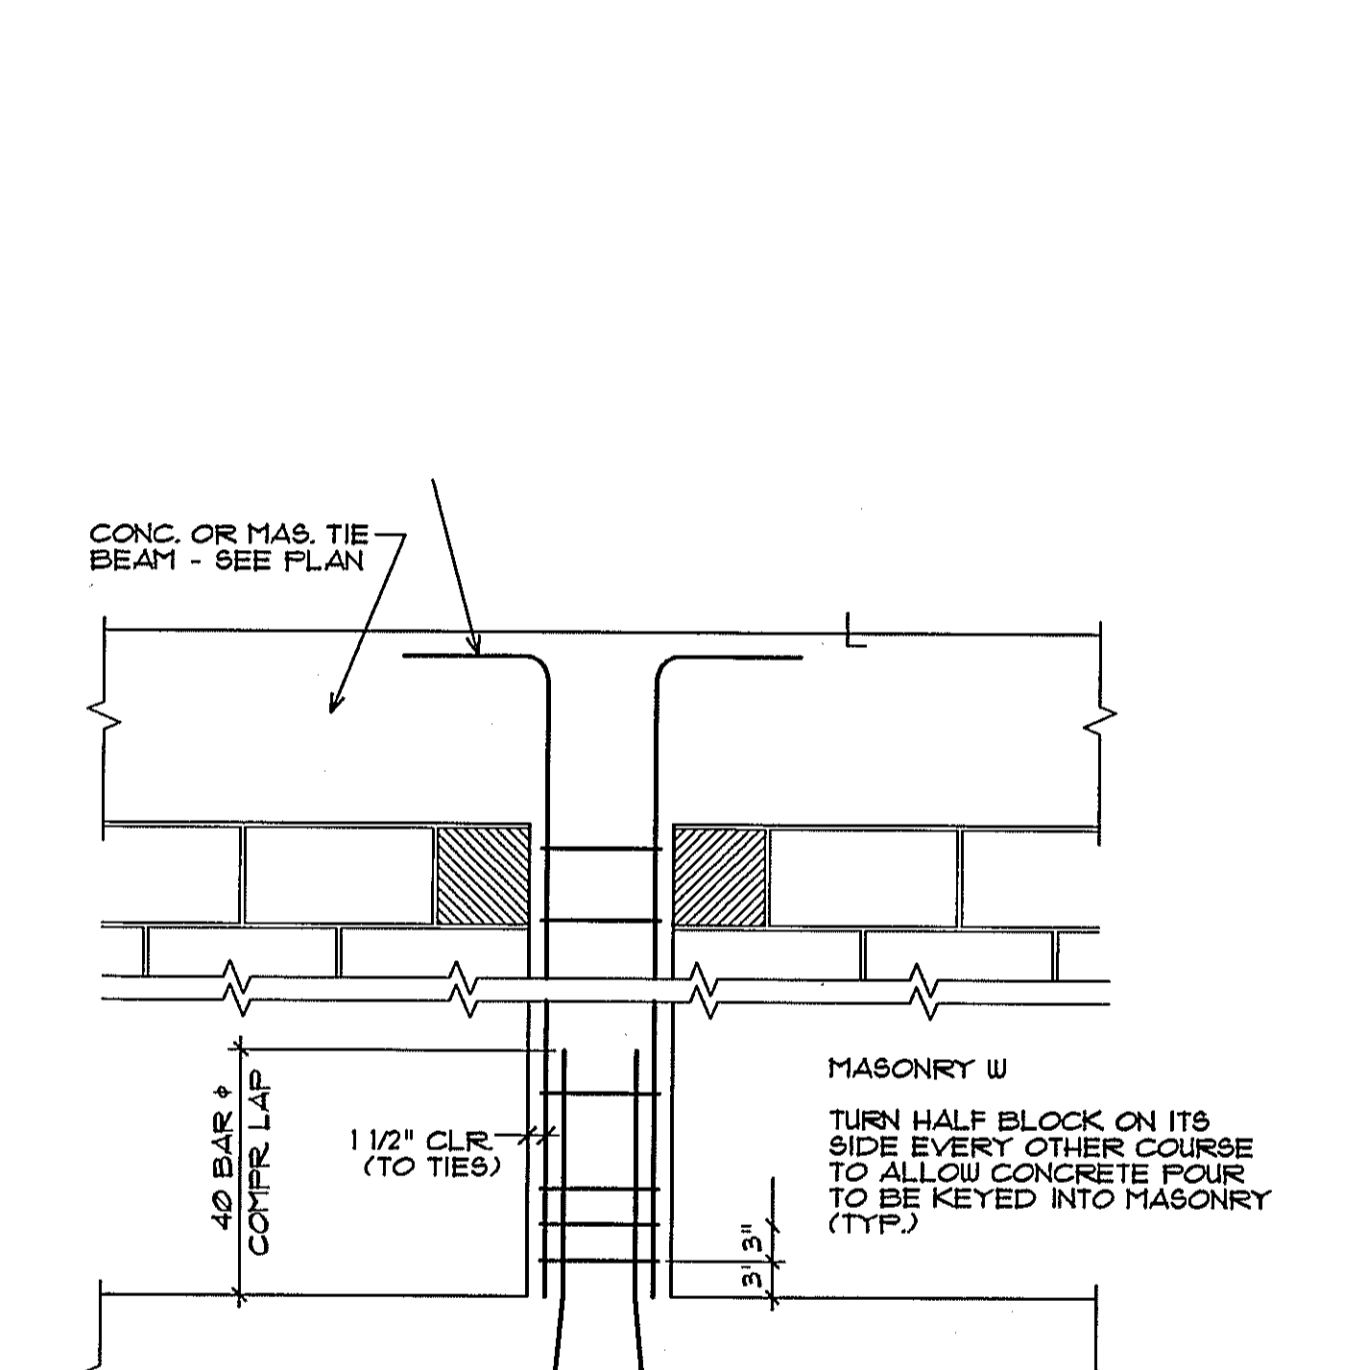 CONC. OR MAS. TIE
BEAM - SEE PLAN
40 BAR ϕ
COMPR LAP
1 1/2" CLR.
(TO TIES)
3" 
3'
MASONRY W
TURN HALF BLOCK ON ITS
SIDE EVERY OTHER COURSE
TO ALLOW CONCRETE POUR
TO BE KEYED INTO MASONRY
(TYP.)